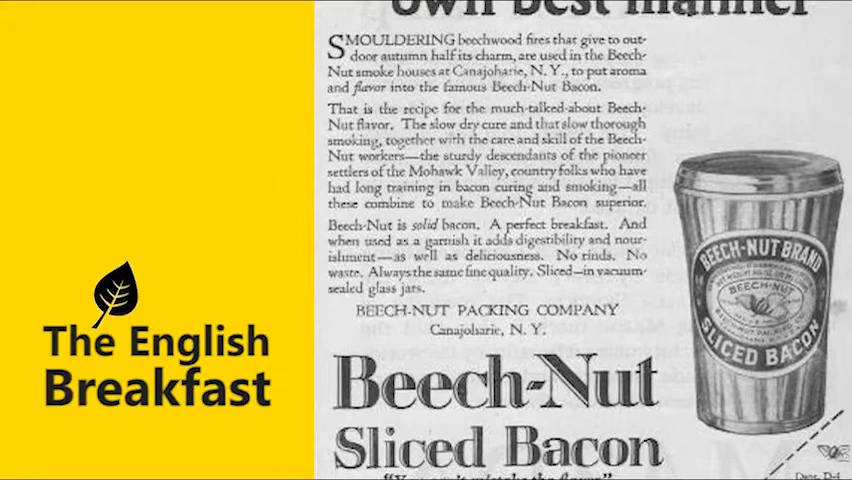 own best manner
SMOULDERING beechwood fires that give to out-
door autumn half its charm, are used in the Beech-
Nut smoke houses at Canajoharie, N. Y., to put aroma
and flavor into the famous Beech-Nut Bacon.
That is the recipe for the much-talked-about Beech-
Nut flavor. The slow dry cure and that slow thorough
smoking, together with the care and skill of the Beech-
Nut workers—the sturdy descendants of the pioneer
settlers of the Mohawk Valley, country folks who have
had long training in bacon curing and smoking—all
these combine to make Beech-Nut Bacon superior.
Beech-Nut is solid bacon. A perfect breakfast. And
when used as a garnish it adds digestibility and nour-
ishment—as well as deliciousness. No rinds. No
waste. Always the same fine quality. Sliced—in vacuum-
sealed glass jars.
BEECH-NUT PACKING COMPANY
Canajoharie, N. Y.
Beech-Nut
Sliced Bacon
BEECH-NUT BRAND
BEECH-NUT
SLICED BACON
Dept. D-4
The English
Breakfast